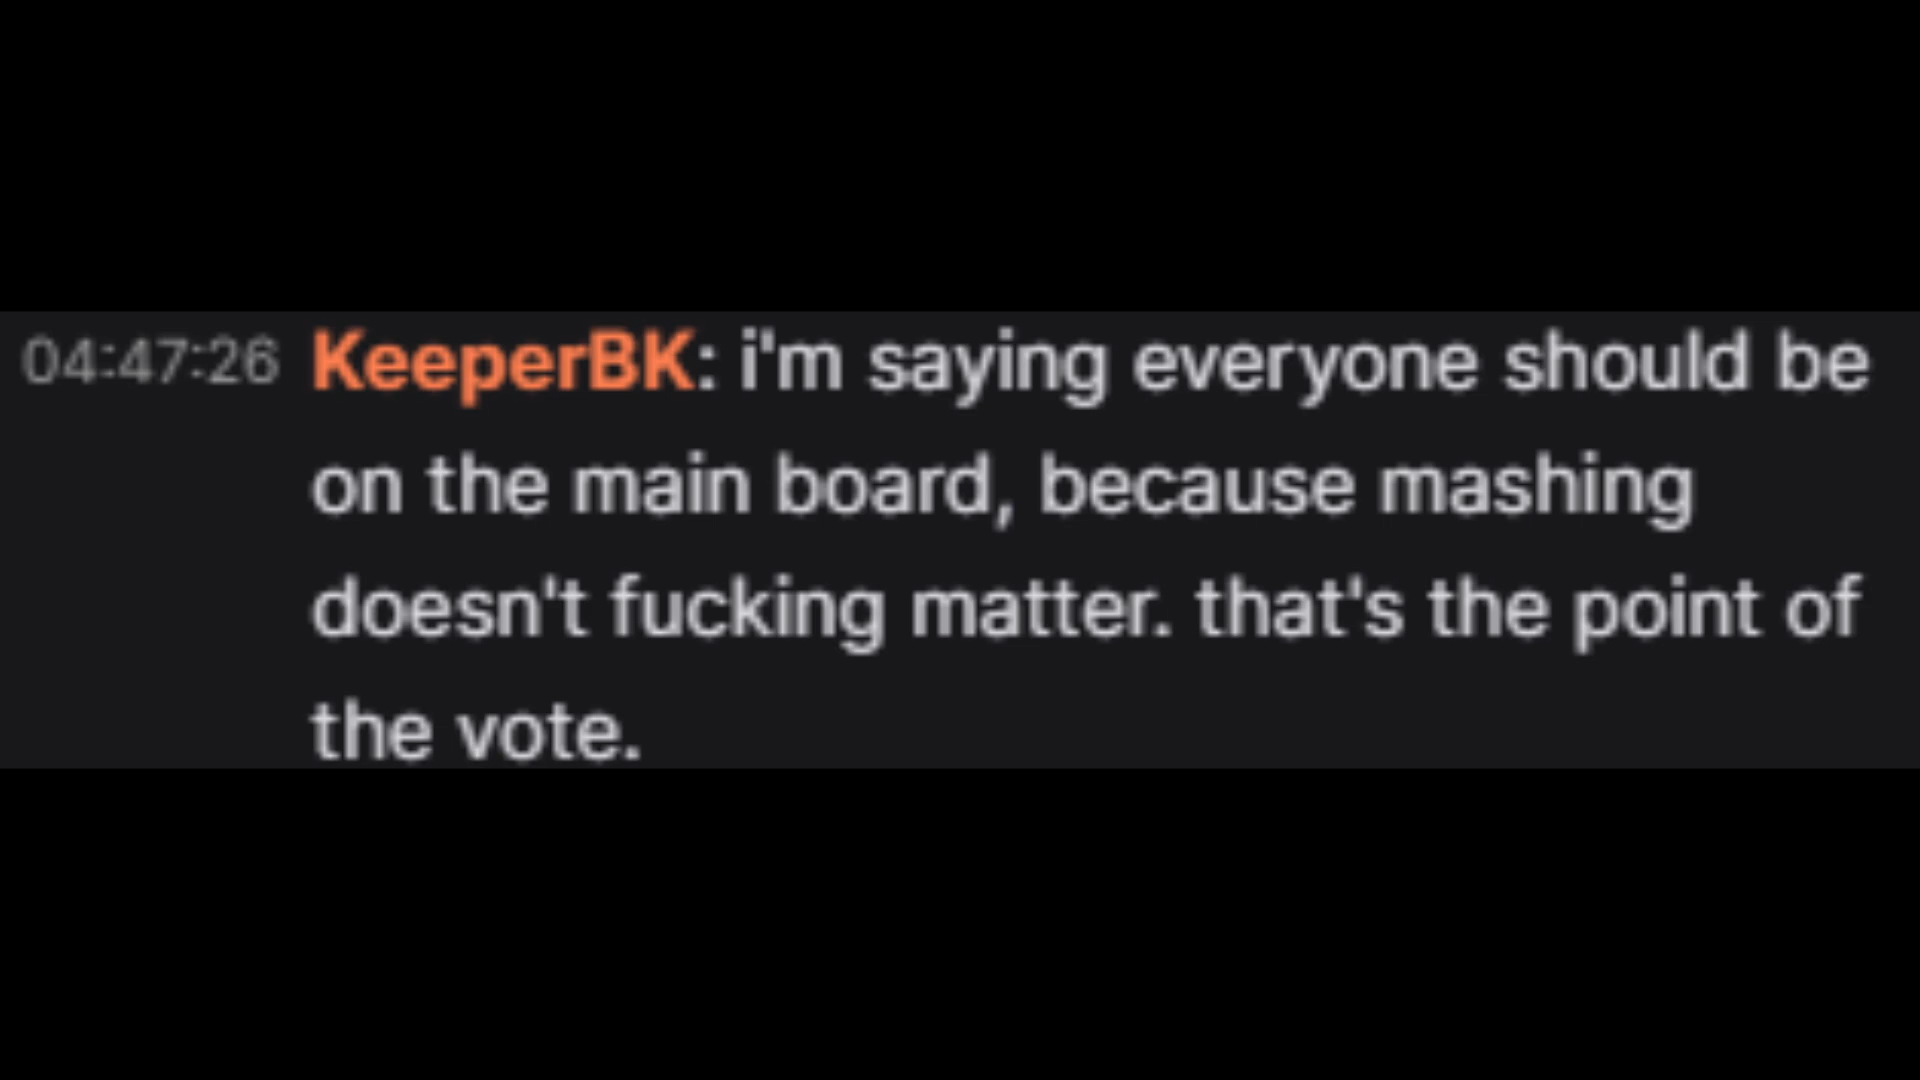 04:47:26 KeeperBK: i'm saying everyone should be
on the main board, because mashing
doesn't fucking matter. that's the point of
the vote.